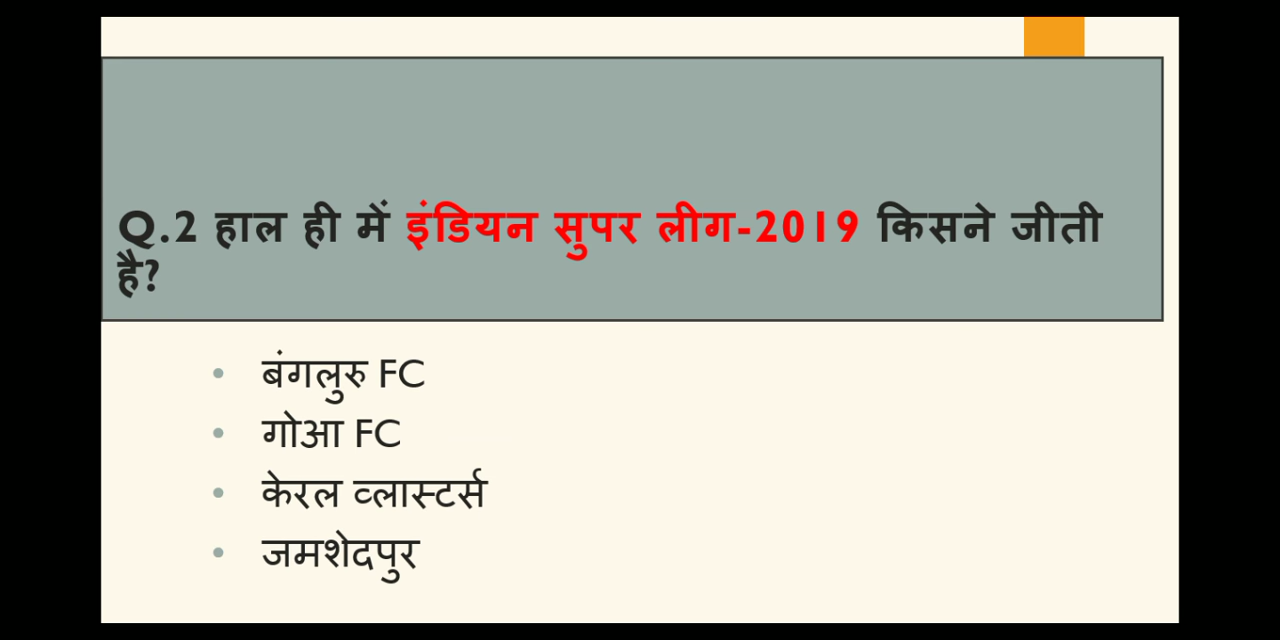 Q.2 हाल ही में इंडियन सुपर लीग-2019 किसने जीती
है?
• बंगलुरु FC
• गोआ FC
• केरल व्लास्टर्स
• जमशेदपुर